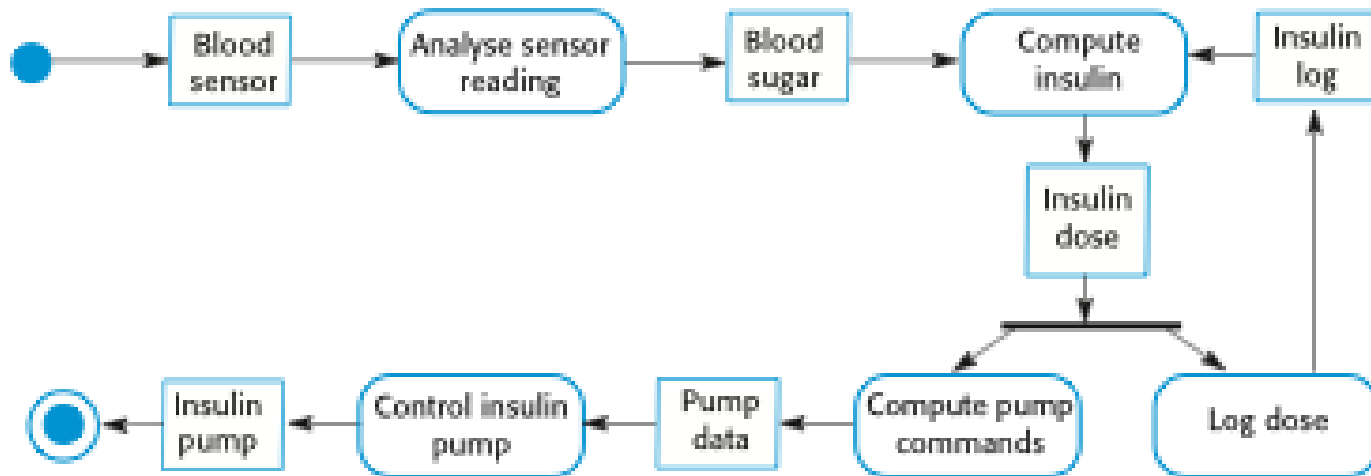 Blood
sensor
Analyse sensor
reading
Blood
sugar
Compute
insulin
Insulin
log
Insulin
dose
Insulin
pump
Control insulin
pump
Pump
data
Compute pump
commands
Log dose